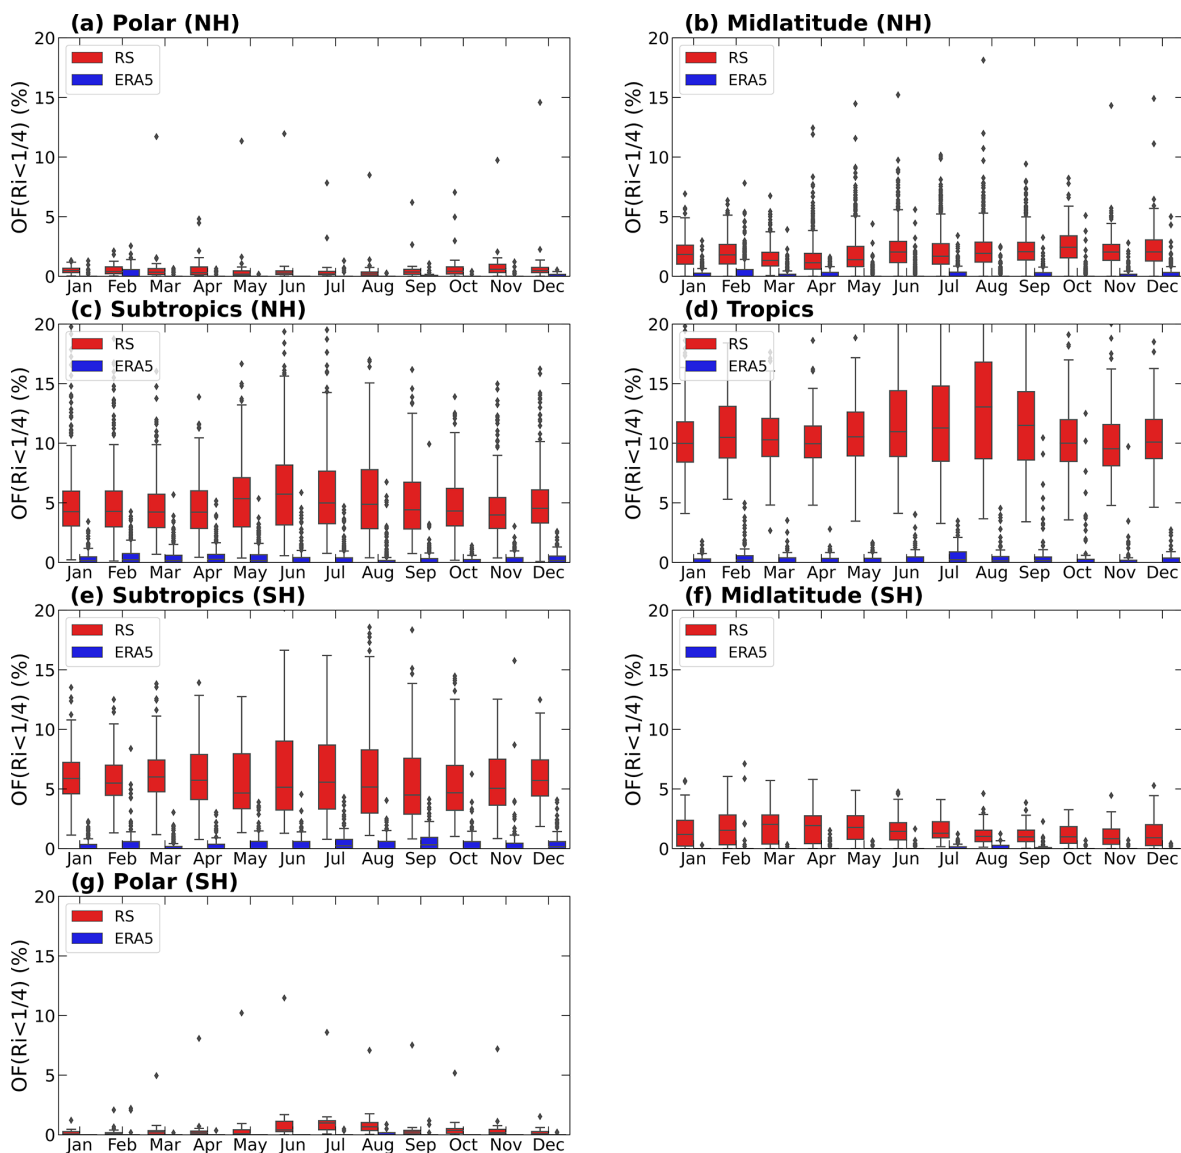 (a) Polar (NH)
OF(Ri<1/4) (%)
20
15
10
5
0
RS
ERA5
Jan Feb Mar Apr May Jun Jul Aug Sep Oct Nov Dec
(b) Midlatitude (NH)
OF(Ri<1/4) (%)
20
15
10
5
0
RS
ERA5
Jan Feb Mar Apr May Jun Jul Aug Sep Oct Nov Dec
(c) Subtropics (NH)
OF(Ri<1/4) (%)
20
15
10
5
0
RS
ERA5
Jan Feb Mar Apr May Jun Jul Aug Sep Oct Nov Dec
(d) Tropics
OF(Ri<1/4) (%)
20
15
10
5
0
RS
ERA5
Jan Feb Mar Apr May Jun Jul Aug Sep Oct Nov Dec
(e) Subtropics (SH)
OF(Ri<1/4) (%)
20
15
10
5
0
RS
ERA5
Jan Feb Mar Apr May Jun Jul Aug Sep Oct Nov Dec
(f) Midlatitude (SH)
OF(Ri<1/4) (%)
20
15
10
5
0
RS
ERA5
Jan Feb Mar Apr May Jun Jul Aug Sep Oct Nov Dec
(g) Polar (SH)
OF(Ri<1/4) (%)
20
15
10
5
0
RS
ERA5
Jan Feb Mar Apr May Jun Jul Aug Sep Oct Nov Dec